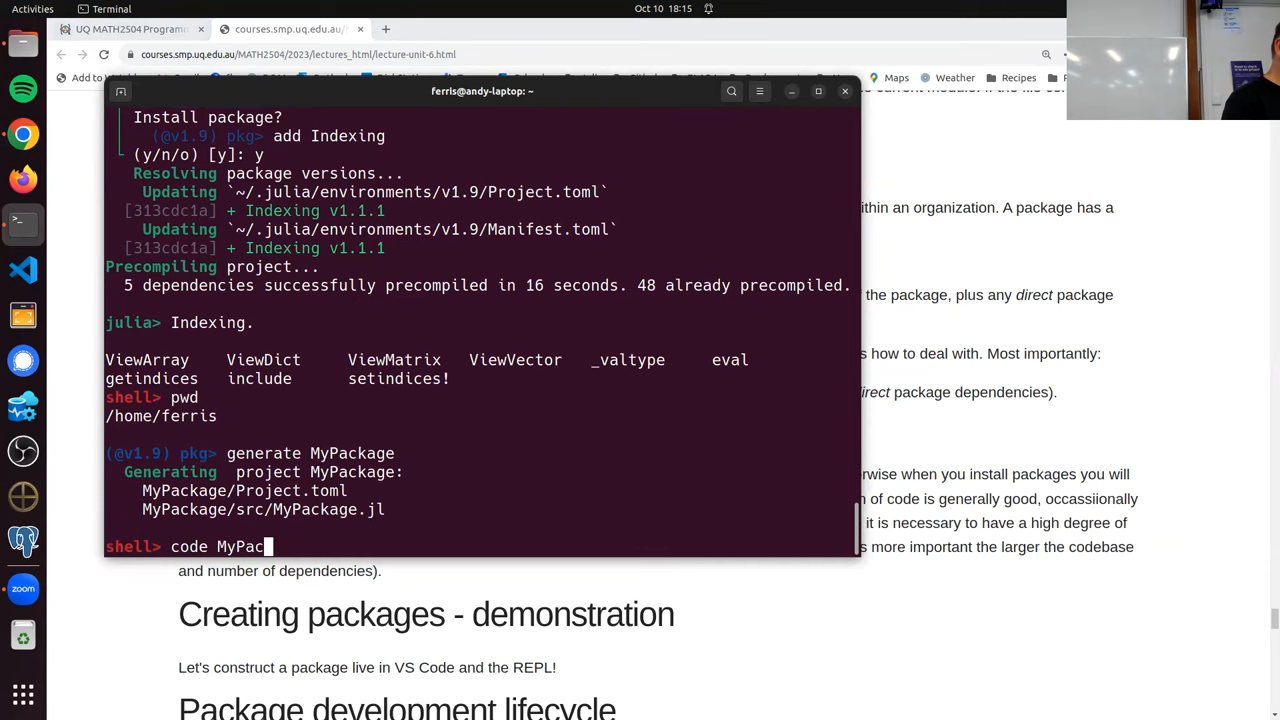 Activities
Terminal
Oct 10 18:15
UQ MATH2504 Programm
courses.smp.uq.edu.au/
courses.smp.uq.edu.au/MATH2504/2023/lectures_html/lecture-unit-6.html
Add to
Maps
Weather
Recipes
ferris@andy-laptop: ~
Install package?
(@v1.9) pkg> add Indexing
(y/n/o) [y]: y
Resolving package versions...
Updating `~/.julia/environments/v1.9/Project.toml`
[313cdc1a] + Indexing v1.1.1
Updating `~/.julia/environments/v1.9/Manifest.toml`
[313cdc1a] + Indexing v1.1.1
Precompiling project...
5 dependencies successfully precompiled in 16 seconds. 48 already precompiled.
julia> Indexing.
ViewArray ViewDict ViewMatrix ViewVector _valtype eval
getindices include setindices!
shell> pwd
/home/ferris
(@v1.9) pkg> generate MyPackage
Generating project MyPackage:
MyPackage/Project.toml
MyPackage/src/MyPackage.jl
shell> code MyPac
ithin an organization. A package has a
the package, plus any direct package
s how to deal with. Most importantly:
irect package dependencies).
rwise when you install packages you will
n of code is generally good, occassiionally
it is necessary to have a high degree of
s more important the larger the codebase
and number of dependencies).
Creating packages - demonstration
Let's construct a package live in VS Code and the REPL!
Package development lifecycle
zoom